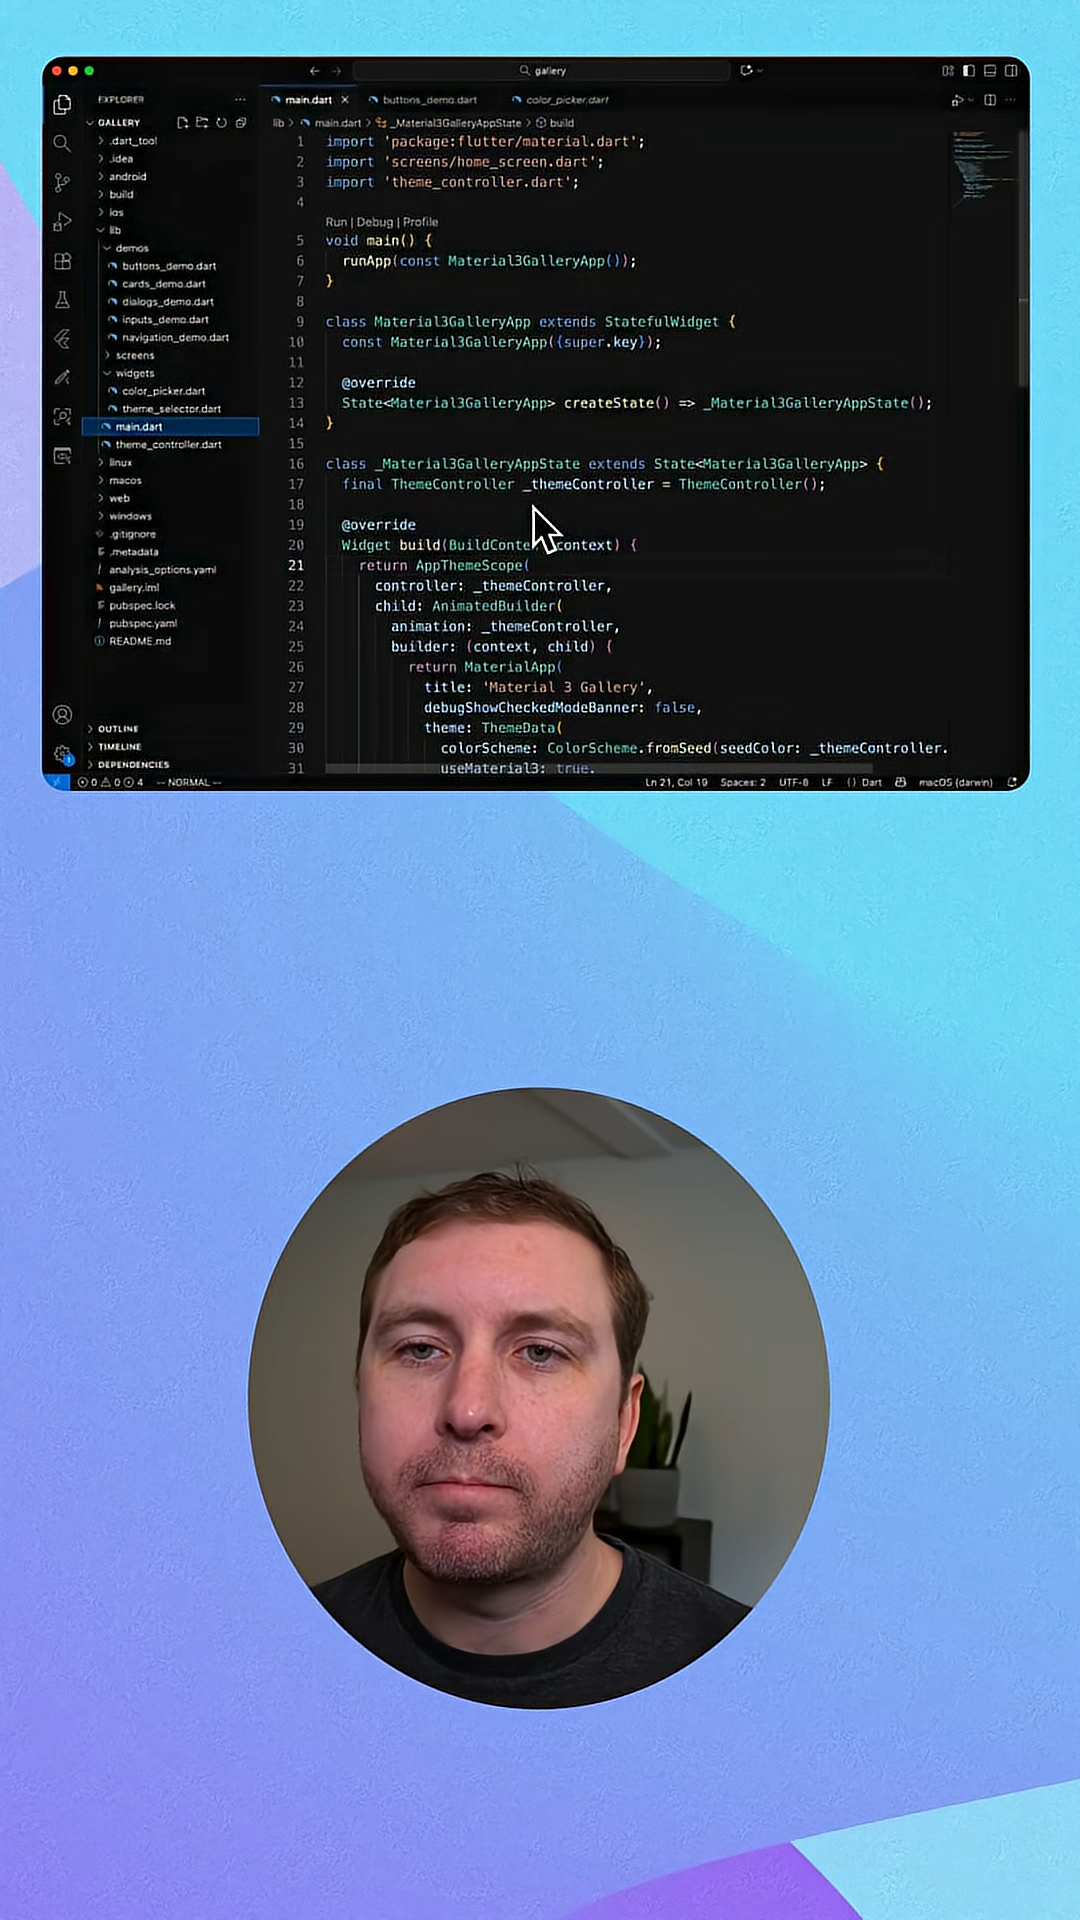 gallery
EXPLORER
GALLERY
.dart_tool
.idea
android
build
ios
lib
demos
buttons_demo.dart
cards_demo.dart
dialogs_demo.dart
inputs_demo.dart
navigation_demo.dart
screens
widgets
color_picker.dart
theme_selector.dart
main.dart
theme_controller.dart
linux
macos
web
windows
.gitignore
.metadata
analysis_options.yaml
gallery.iml
pubspec.lock
pubspec.yaml
README.md
OUTLINE
TIMELINE
DEPENDENCIES
main.dart
buttons_demo.dart
color_picker.dart
lib > main.dart > _Material3GalleryAppState > build
1 import 'package:flutter/material.dart';
2 import 'screens/home_screen.dart';
3 import 'theme_controller.dart';
4
Run | Debug | Profile
5 void main() {
6 runApp(const Material3GalleryApp());
7 }
8
9 class Material3GalleryApp extends StatefulWidget {
10 const Material3GalleryApp({super.key});
11
12 @override
13 State<Material3GalleryApp> createState() => _Material3GalleryAppState();
14 }
15
16 class _Material3GalleryAppState extends State<Material3GalleryApp> {
17 final ThemeController _themeController = ThemeController();
18
19 @override
20 Widget build(BuildConte context) {
21 return AppThemeScope(
22 controller: _themeController,
23 child: AnimatedBuilder(
24 animation: _themeController,
25 builder: (context, child) {
26 return MaterialApp(
27 title: 'Material 3 Gallery',
28 debugShowCheckedModeBanner: false,
29 theme: ThemeData(
30 colorScheme: ColorScheme.fromSeed(seedColor: _themeController.
31 useMaterial3: true,
0 0 4 -- NORMAL -- Ln 21, Col 19 Spaces: 2 UTF-8 LF {} Dart macOS (darwin)